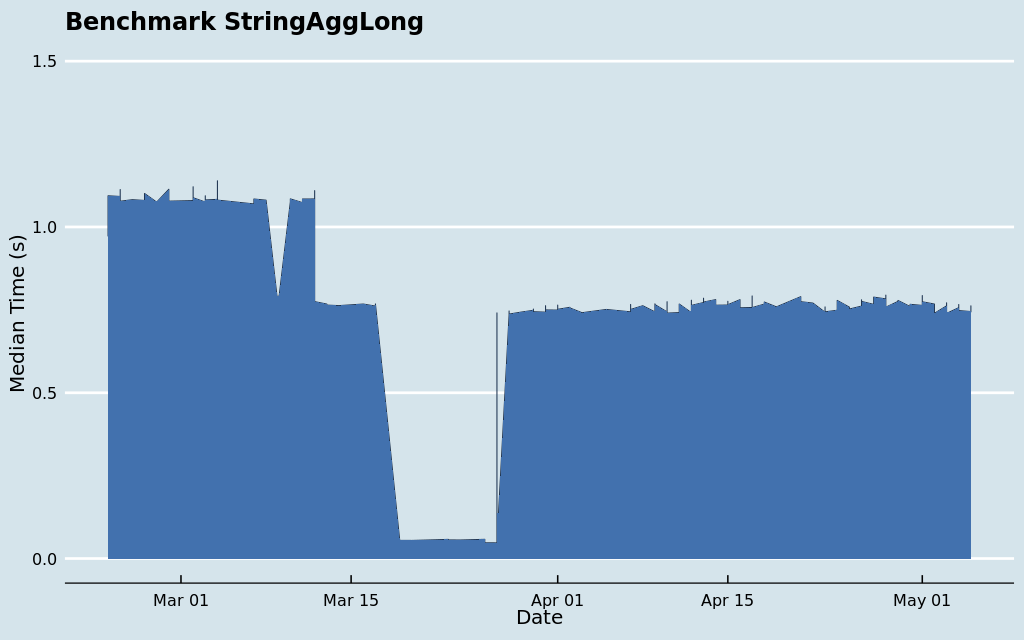 Benchmark StringAggLong
Median Time (s)
1.5
1.0
0.5
0.0
Mar 01
Mar 15
Apr 01
Apr 15
May 01
Date